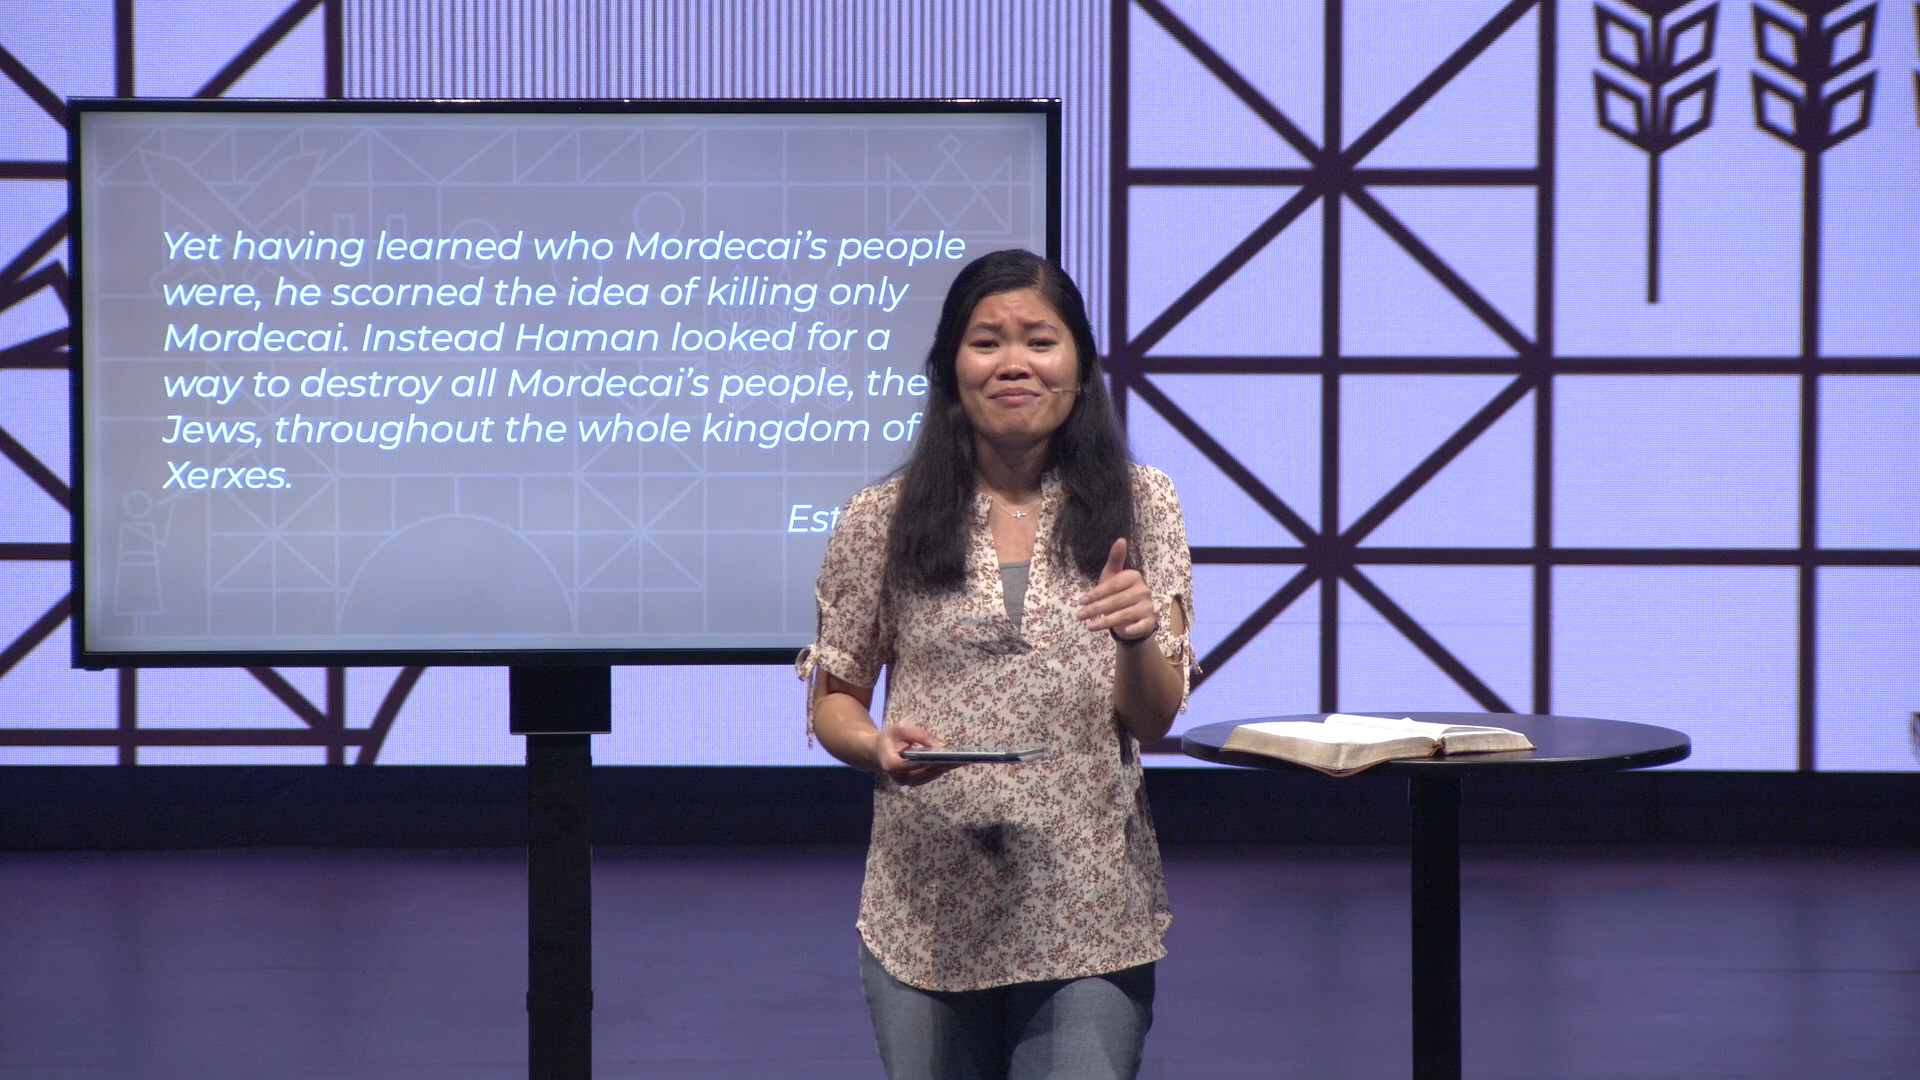 Yet having learned who Mordecai’s people
were, he scorned the idea of killing only
Mordecai. Instead Haman looked for a
way to destroy all Mordecai’s people, the
Jews, throughout the whole kingdom of
Xerxes.